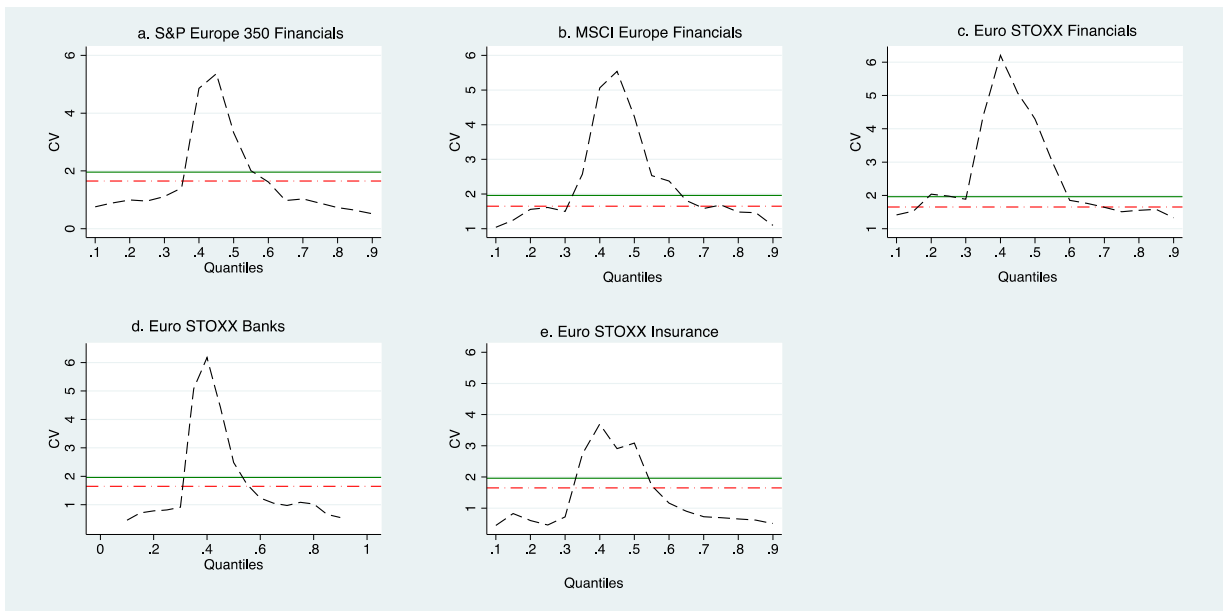 a. S&P Europe 350 Financials
CV
6
4
2
0
.1 .2 .3 .4 .5 .6 .7 .8 .9
Quantiles
b. MSCI Europe Financials
CV
6
5
4
3
2
1
.1 .2 .3 .4 .5 .6 .7 .8 .9
Quantiles
c. Euro STOXX Financials
CV
6
5
4
3
2
1
.1 .2 .3 .4 .5 .6 .7 .8 .9
Quantiles
d. Euro STOXX Banks
CV
6
5
4
3
2
1
0 .2 .4 .6 .8 1
Quantiles
e. Euro STOXX Insurance
CV
6
5
4
3
2
1
.1 .2 .3 .4 .5 .6 .7 .8 .9
Quantiles